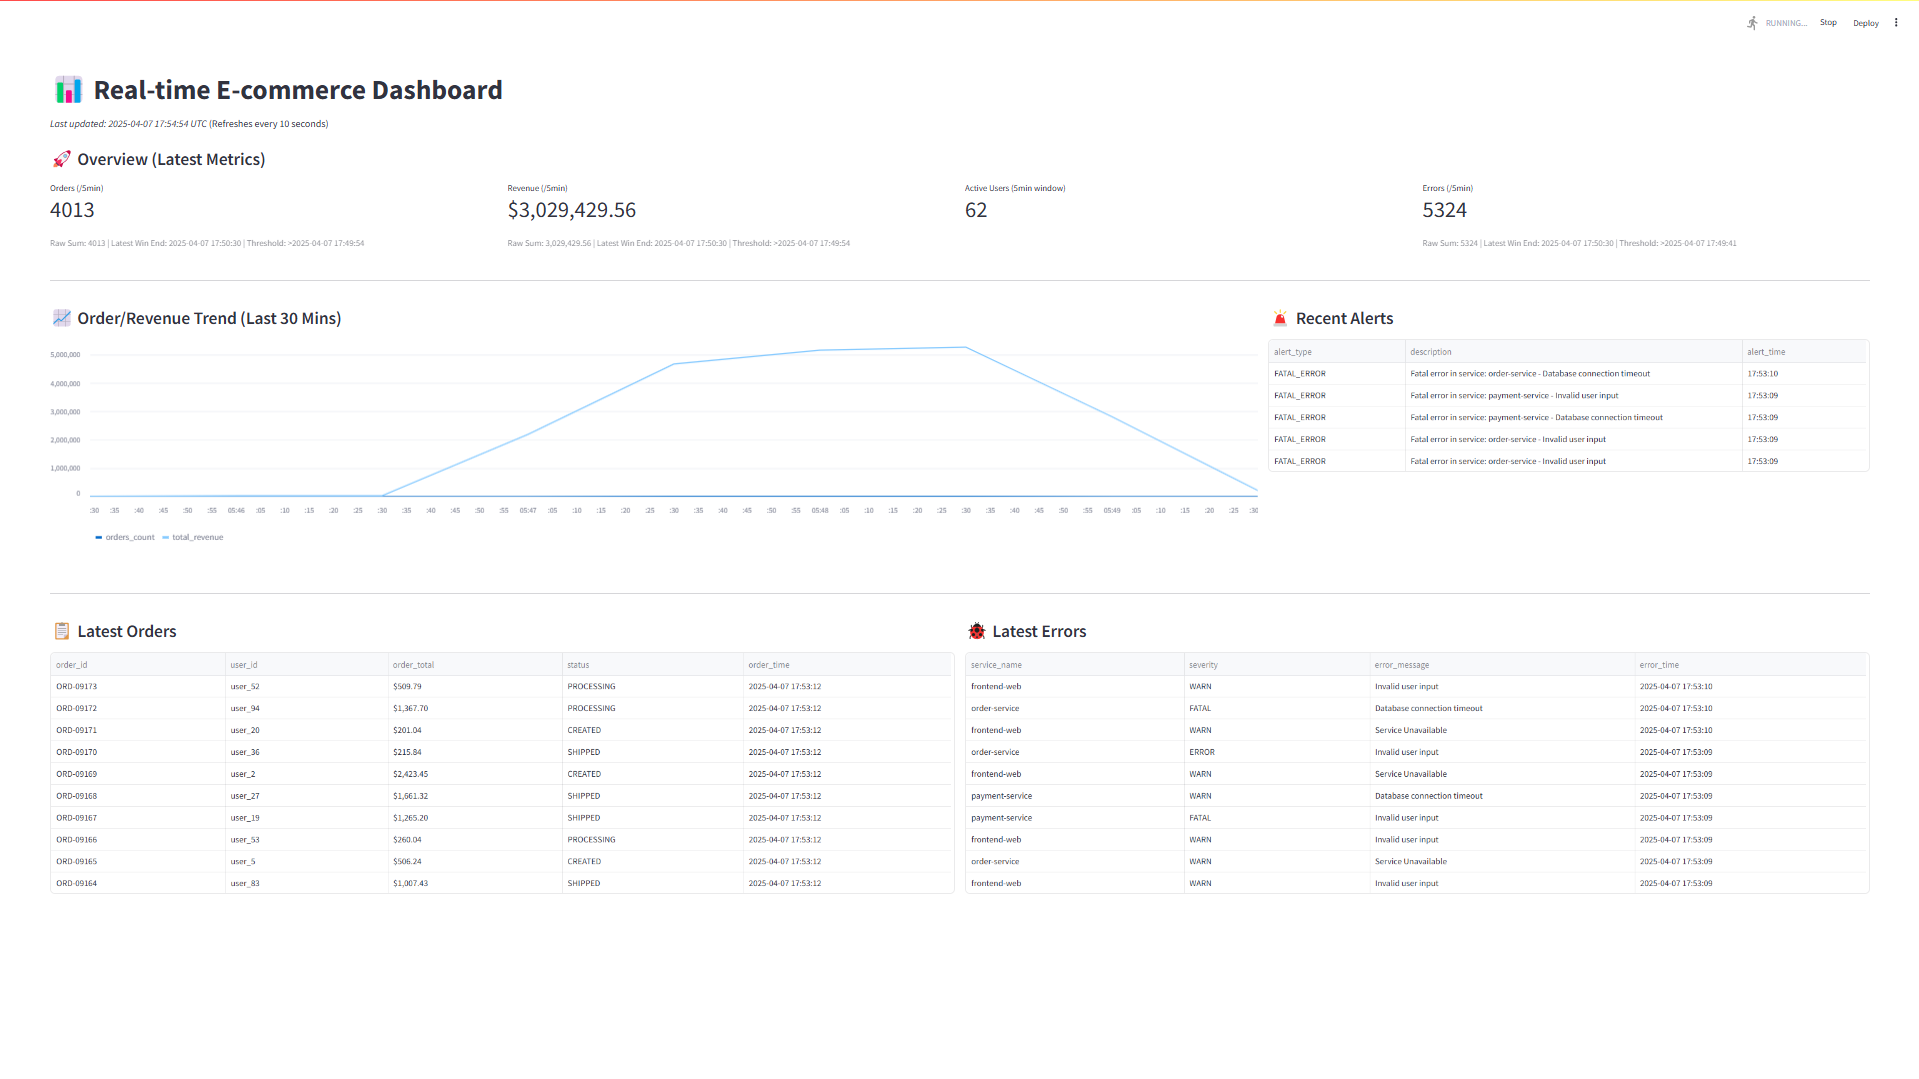 RUNNING...
Stop
Deploy
Real-time E-commerce Dashboard
Last updated: 2025-04-07 17:54:54 UTC (Refreshes every 10 seconds)
Overview (Latest Metrics)
Orders (/5min)
4013
Raw Sum: 4013 | Latest Win End: 2025-04-07 17:50:30 | Threshold: >2025-04-07 17:49:54
Revenue (/5min)
$3,029,429.56
Raw Sum: 3,029,429.56 | Latest Win End: 2025-04-07 17:50:30 | Threshold: >2025-04-07 17:49:54
Active Users (5min window)
62
Errors (/5min)
5324
Raw Sum: 5324 | Latest Win End: 2025-04-07 17:50:30 | Threshold: >2025-04-07 17:49:41
Order/Revenue Trend (Last 30 Mins)
5,000,000
4,000,000
3,000,000
2,000,000
1,000,000
0
:30 :35 :40 :45 :50 :55 05:46 :05 :10 :15 :20 :25 :30 :35 :40 :45 :50 :55 05:47 :05 :10 :15 :20 :25 :30 :35 :40 :45 :50 :55 05:48 :05 :10 :15 :20 :25 :30 :35 :40 :45 :50 :55 05:49 :05 :10 :15 :20 :25 :30
orders_count total_revenue
Recent Alerts
alert_type description alert_time
FATAL_ERROR Fatal error in service: order-service - Database connection timeout 17:53:10
FATAL_ERROR Fatal error in service: payment-service - Invalid user input 17:53:09
FATAL_ERROR Fatal error in service: payment-service - Database connection timeout 17:53:09
FATAL_ERROR Fatal error in service: order-service - Invalid user input 17:53:09
FATAL_ERROR Fatal error in service: order-service - Invalid user input 17:53:09
Latest Orders
order_id user_id order_total status order_time
ORD-09173 user_52 $509.79 PROCESSING 2025-04-07 17:53:12
ORD-09172 user_94 $1,367.70 PROCESSING 2025-04-07 17:53:12
ORD-09171 user_20 $201.04 CREATED 2025-04-07 17:53:12
ORD-09170 user_36 $215.84 SHIPPED 2025-04-07 17:53:12
ORD-09169 user_2 $2,423.45 CREATED 2025-04-07 17:53:12
ORD-09168 user_27 $1,661.32 SHIPPED 2025-04-07 17:53:12
ORD-09167 user_19 $1,265.20 SHIPPED 2025-04-07 17:53:12
ORD-09166 user_53 $260.04 PROCESSING 2025-04-07 17:53:12
ORD-09165 user_5 $506.24 CREATED 2025-04-07 17:53:12
ORD-09164 user_83 $1,007.43 SHIPPED 2025-04-07 17:53:12
Latest Errors
service_name severity error_message error_time
frontend-web WARN Invalid user input 2025-04-07 17:53:10
order-service FATAL Database connection timeout 2025-04-07 17:53:10
frontend-web WARN Service Unavailable 2025-04-07 17:53:10
order-service ERROR Invalid user input 2025-04-07 17:53:09
frontend-web WARN Service Unavailable 2025-04-07 17:53:09
payment-service WARN Database connection timeout 2025-04-07 17:53:09
payment-service FATAL Invalid user input 2025-04-07 17:53:09
frontend-web WARN Invalid user input 2025-04-07 17:53:09
order-service WARN Service Unavailable 2025-04-07 17:53:09
frontend-web WARN Invalid user input 2025-04-07 17:53:09